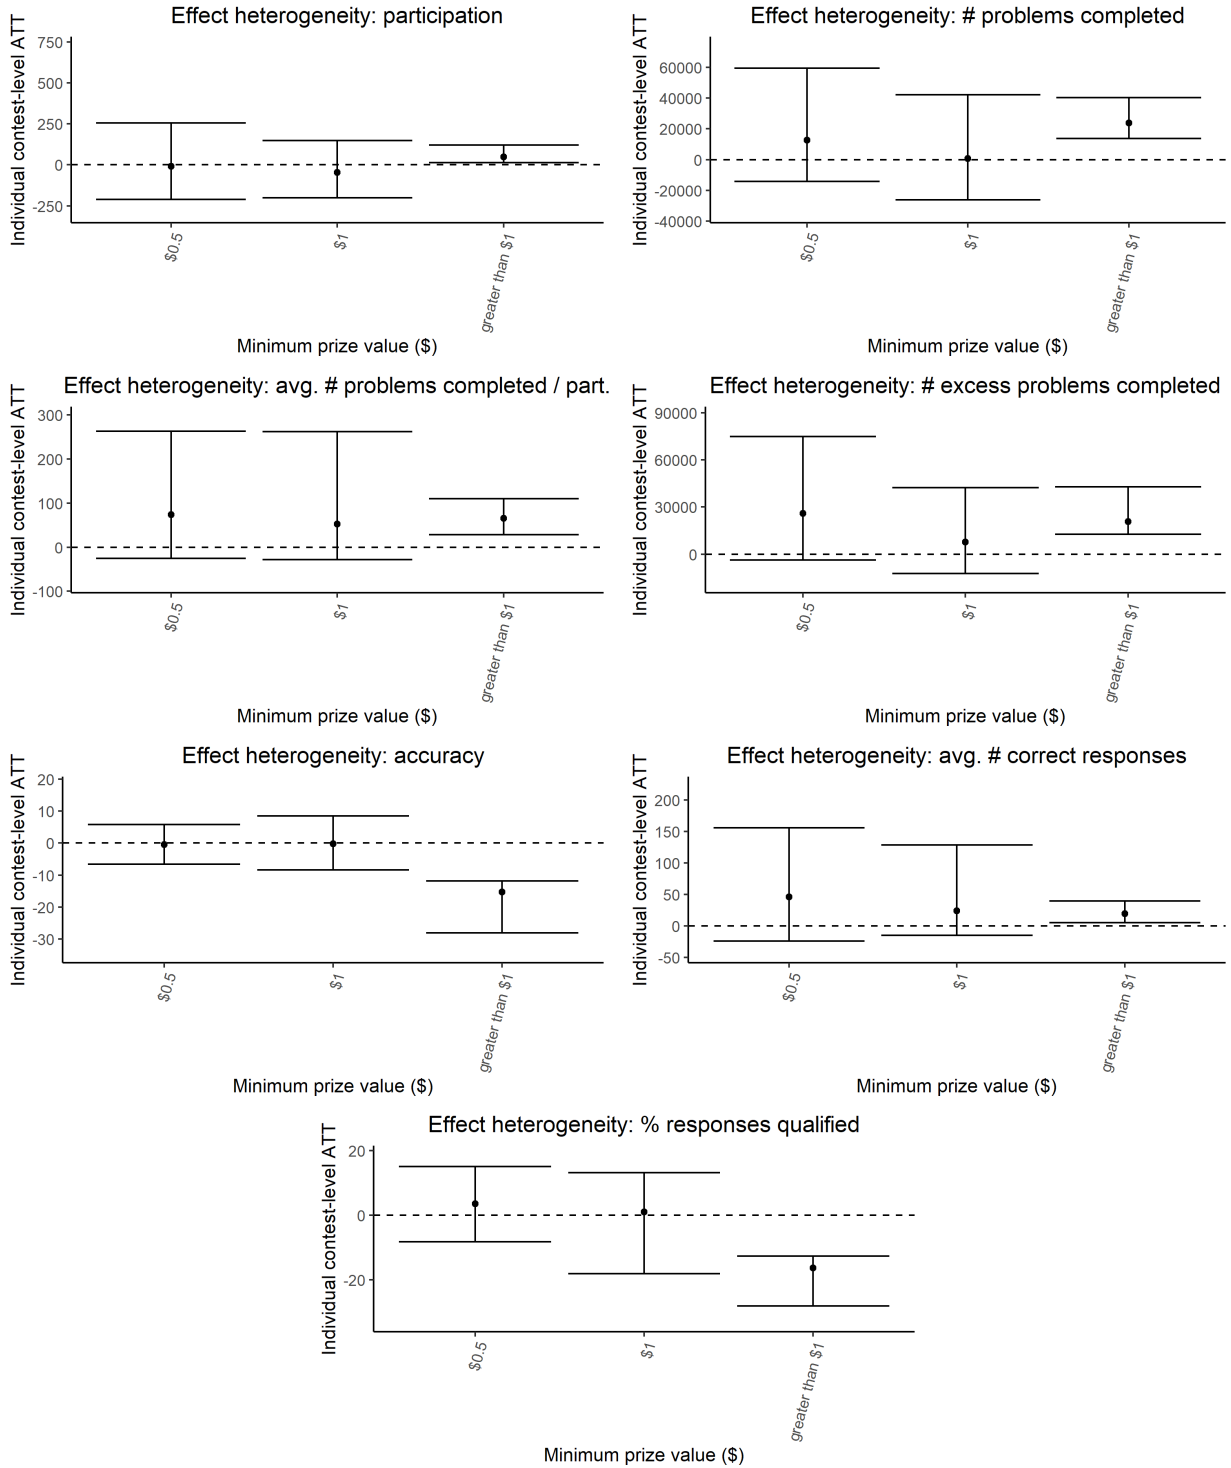 Effect heterogeneity: participation
Individual contest-level ATT
750
500
250
0
-250
$0.5
$1
greater than $1
Minimum prize value ($)
Effect heterogeneity: # problems completed
Individual contest-level ATT
60000
40000
20000
0
-20000
-40000
$0.5
$1
greater than $1
Minimum prize value ($)
Effect heterogeneity: avg. # problems completed / part.
Individual contest-level ATT
300
200
100
0
-100
$0.5
$1
greater than $1
Minimum prize value ($)
Effect heterogeneity: # excess problems completed
Individual contest-level ATT
90000
60000
30000
0
$0.5
$1
greater than $1
Minimum prize value ($)
Effect heterogeneity: accuracy
Individual contest-level ATT
20
10
0
-10
-20
-30
$0.5
$1
greater than $1
Minimum prize value ($)
Effect heterogeneity: avg. # correct responses
Individual contest-level ATT
200
150
100
50
0
-50
$0.5
$1
greater than $1
Minimum prize value ($)
Effect heterogeneity: % responses qualified
Individual contest-level ATT
20
0
-20
$0.5
$1
greater than $1
Minimum prize value ($)